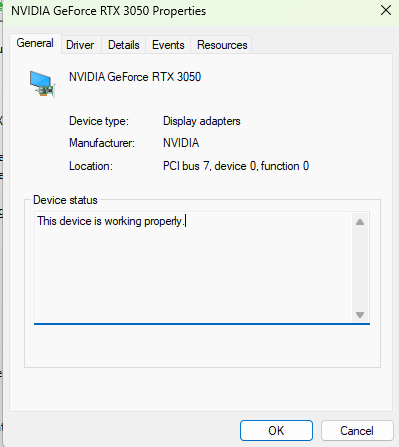 NVIDIA GeForce RTX 3050 Properties
General Driver Details Events Resources
NVIDIA GeForce RTX 3050
Device type: Display adapters
Manufacturer: NVIDIA
Location: PCI bus 7, device 0, function 0
Device status
This device is working properly.
OK Cancel